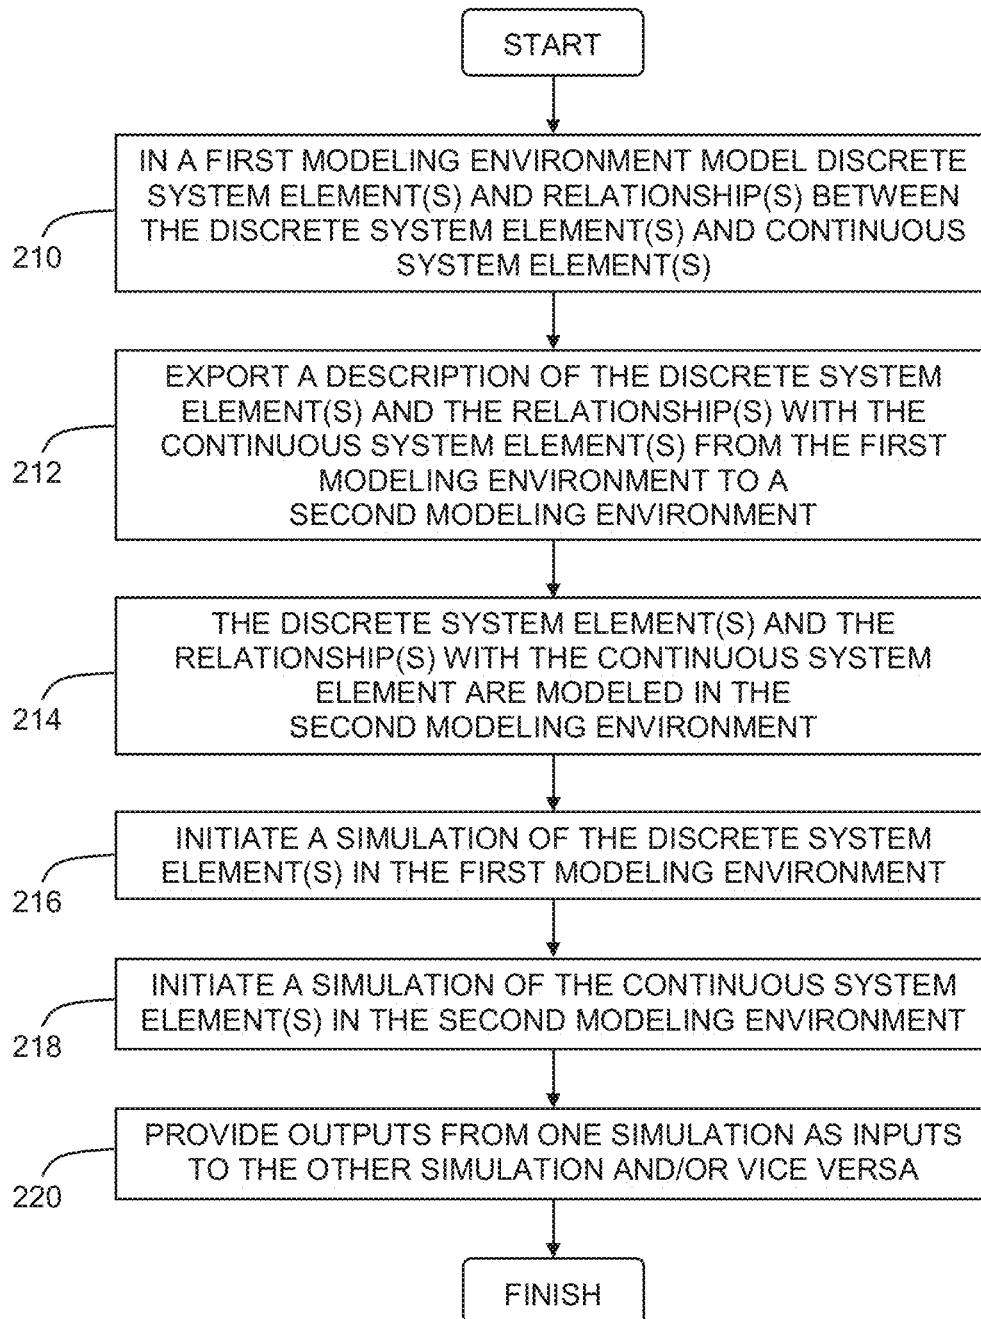 START
IN A FIRST MODELING ENVIRONMENT MODEL DISCRETE
SYSTEM ELEMENT(S) AND RELATIONSHIP(S) BETWEEN
THE DISCRETE SYSTEM ELEMENT(S) AND CONTINUOUS
SYSTEM ELEMENT(S)
210
EXPORT A DESCRIPTION OF THE DISCRETE SYSTEM
ELEMENT(S) AND THE RELATIONSHIP(S) WITH THE
CONTINUOUS SYSTEM ELEMENT(S) FROM THE FIRST
MODELING ENVIRONMENT TO A
SECOND MODELING ENVIRONMENT
212
THE DISCRETE SYSTEM ELEMENT(S) AND THE
RELATIONSHIP(S) WITH THE CONTINUOUS SYSTEM
ELEMENT ARE MODELED IN THE
SECOND MODELING ENVIRONMENT
214
INITIATE A SIMULATION OF THE DISCRETE SYSTEM
ELEMENT(S) IN THE FIRST MODELING ENVIRONMENT
216
INITIATE A SIMULATION OF THE CONTINUOUS SYSTEM
ELEMENT(S) IN THE SECOND MODELING ENVIRONMENT
218
PROVIDE OUTPUTS FROM ONE SIMULATION AS INPUTS
TO THE OTHER SIMULATION AND/OR VICE VERSA
220
FINISH